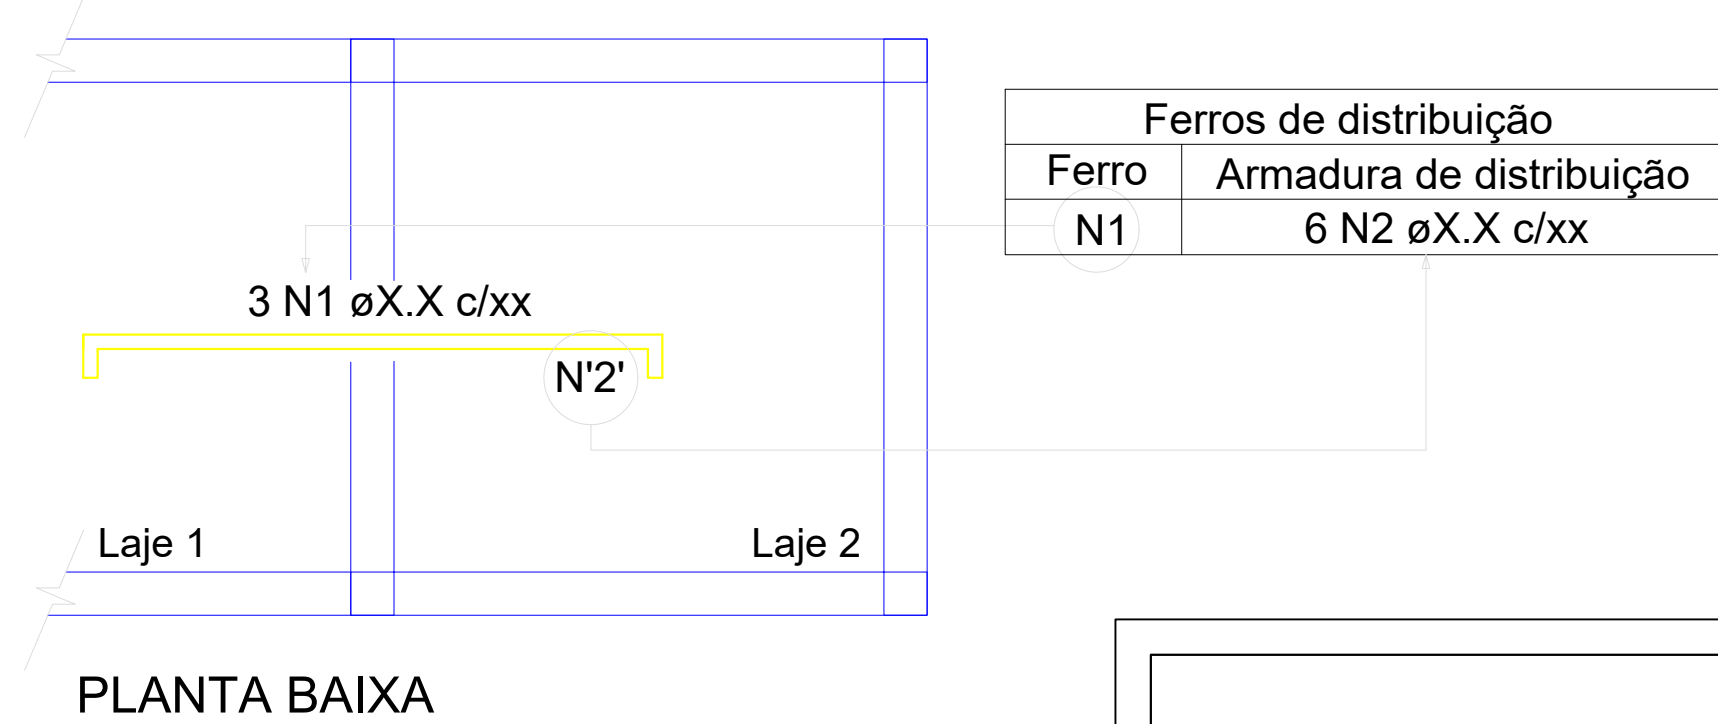 Ferros de distribuição
Ferro Armadura de distribuição
N1 6 N2 øX.X c/xx
3 N1 øX.X c/xx
N'2'
Laje 1 Laje 2
PLANTA BAIXA